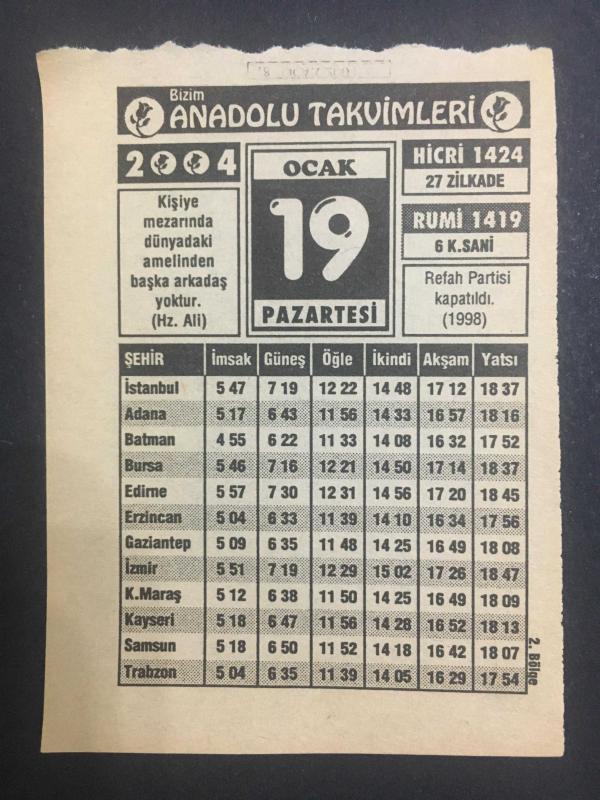 Bizim
ANADOLU TAKVİMLERİ
2004
Kişiye
mezarında
dünyadaki
amelinden
başka arkadaş
yoktur.
(Hz. Ali)
OCAK
19
PAZARTESİ
HİCRİ 1424
27 ZİLKADE
RUMİ 1419
6 K.SANİ
Refah Partisi
kapatıldı.
(1998)
ŞEHİR İmsak Güneş Öğle İkindi Akşam Yatsı
İstanbul 5 47 7 19 12 22 14 48 17 12 18 37
Adana 5 17 6 43 11 56 14 33 16 57 18 16
Batman 4 55 6 22 11 33 14 08 16 32 17 52
Bursa 5 46 7 16 12 21 14 50 17 14 18 37
Edirne 5 57 7 30 12 31 14 56 17 20 18 45
Erzincan 5 04 6 33 11 39 14 10 16 34 17 56
Gaziantep 5 09 6 35 11 48 14 25 16 49 18 08
İzmir 5 51 7 19 12 29 15 02 17 26 18 47
K.Maraş 5 12 6 38 11 50 14 25 16 49 18 09
Kayseri 5 18 6 47 11 56 14 28 16 52 18 13
Samsun 5 18 6 50 11 52 14 18 16 42 18 07
Trabzon 5 04 6 35 11 39 14 05 16 29 17 54
2. Bölge